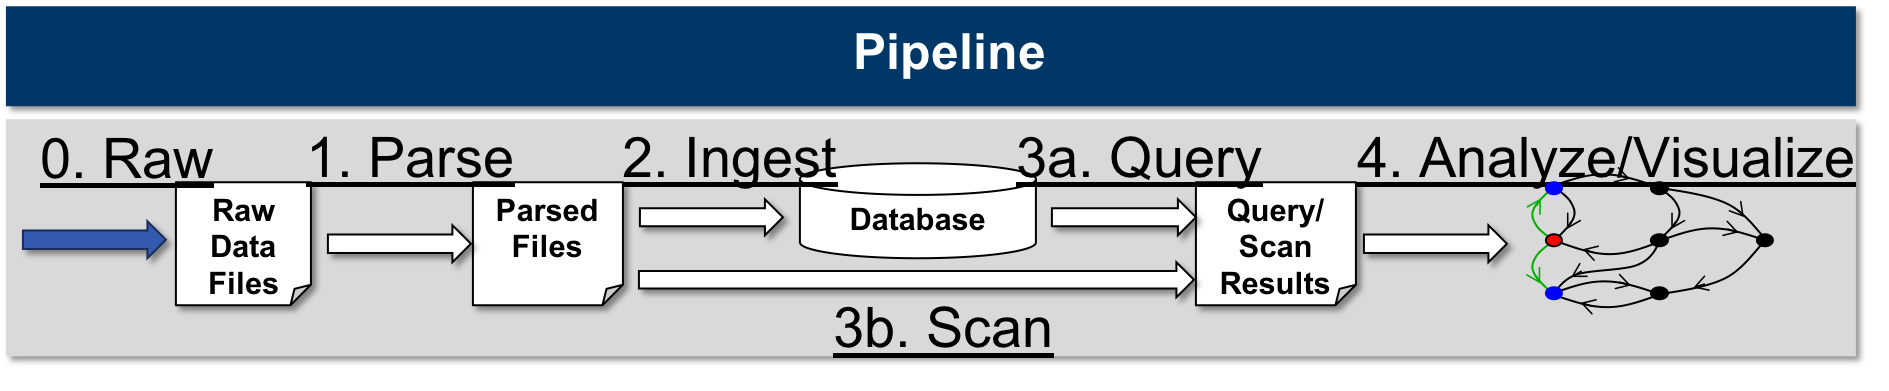 Pipeline
0. Raw
1. Parse
2. Ingest
3a. Query
4. Analyze/Visualize
Raw
Data
Files
Parsed
Files
Database
Query/
Scan
Results
3b. Scan